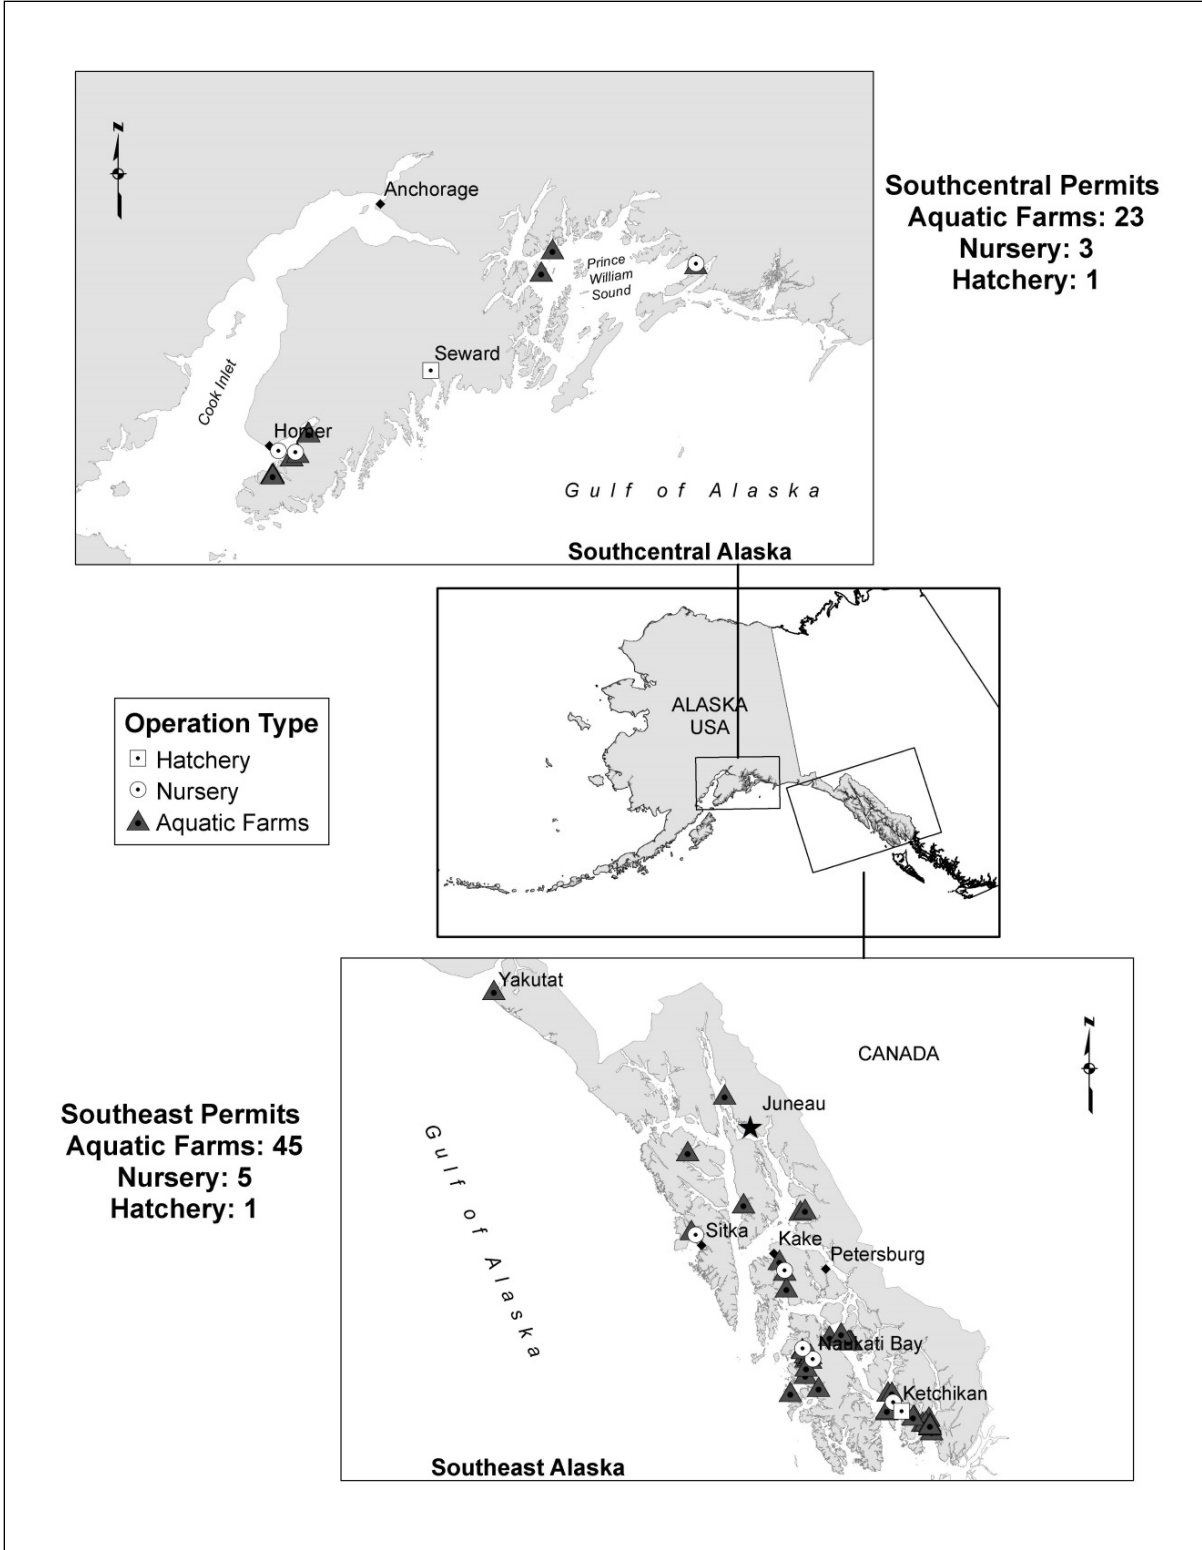 Anchorage
Prince
William
Sound
Seward
Cook Inlet
Homer
Gulf of Alaska
Southcentral Alaska
N
Southcentral Permits
Aquatic Farms: 23
Nursery: 3
Hatchery: 1
ALASKA
USA
Operation Type
Hatchery
Nursery
Aquatic Farms
Yakutat
CANADA
N
Juneau
Sitka
Kake
Petersburg
Naukati Bay
Ketchikan
Gulf of Alaska
Southeast Alaska
Southeast Permits
Aquatic Farms: 45
Nursery: 5
Hatchery: 1